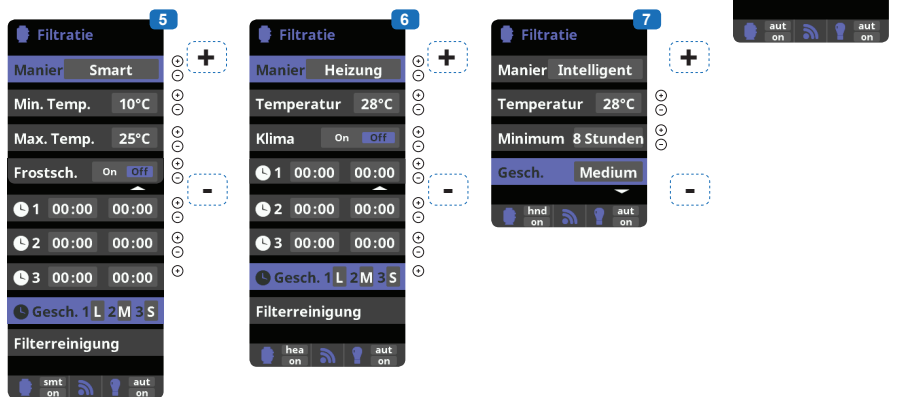 5
Filtratie
Manier Smart
Min. Temp. 10°C
Max. Temp. 25°C
Frostsch. On Off
1 00:00 00:00
2 00:00 00:00
3 00:00 00:00
Gesch. 1 L 2 M 3 S
Filterreinigung
smt on aut on
+
-
6
Filtratie
Manier Heizung
Temperatur 28°C
Klima On Off
1 00:00 00:00
2 00:00 00:00
3 00:00 00:00
Gesch. 1 L 2 M 3 S
Filterreinigung
hea on aut on
+
-
7
Filtratie
Manier Intelligent
Temperatur 28°C
Minimum 8 Stunden
Gesch. Medium
hnd on aut on
+
-
aut on aut on